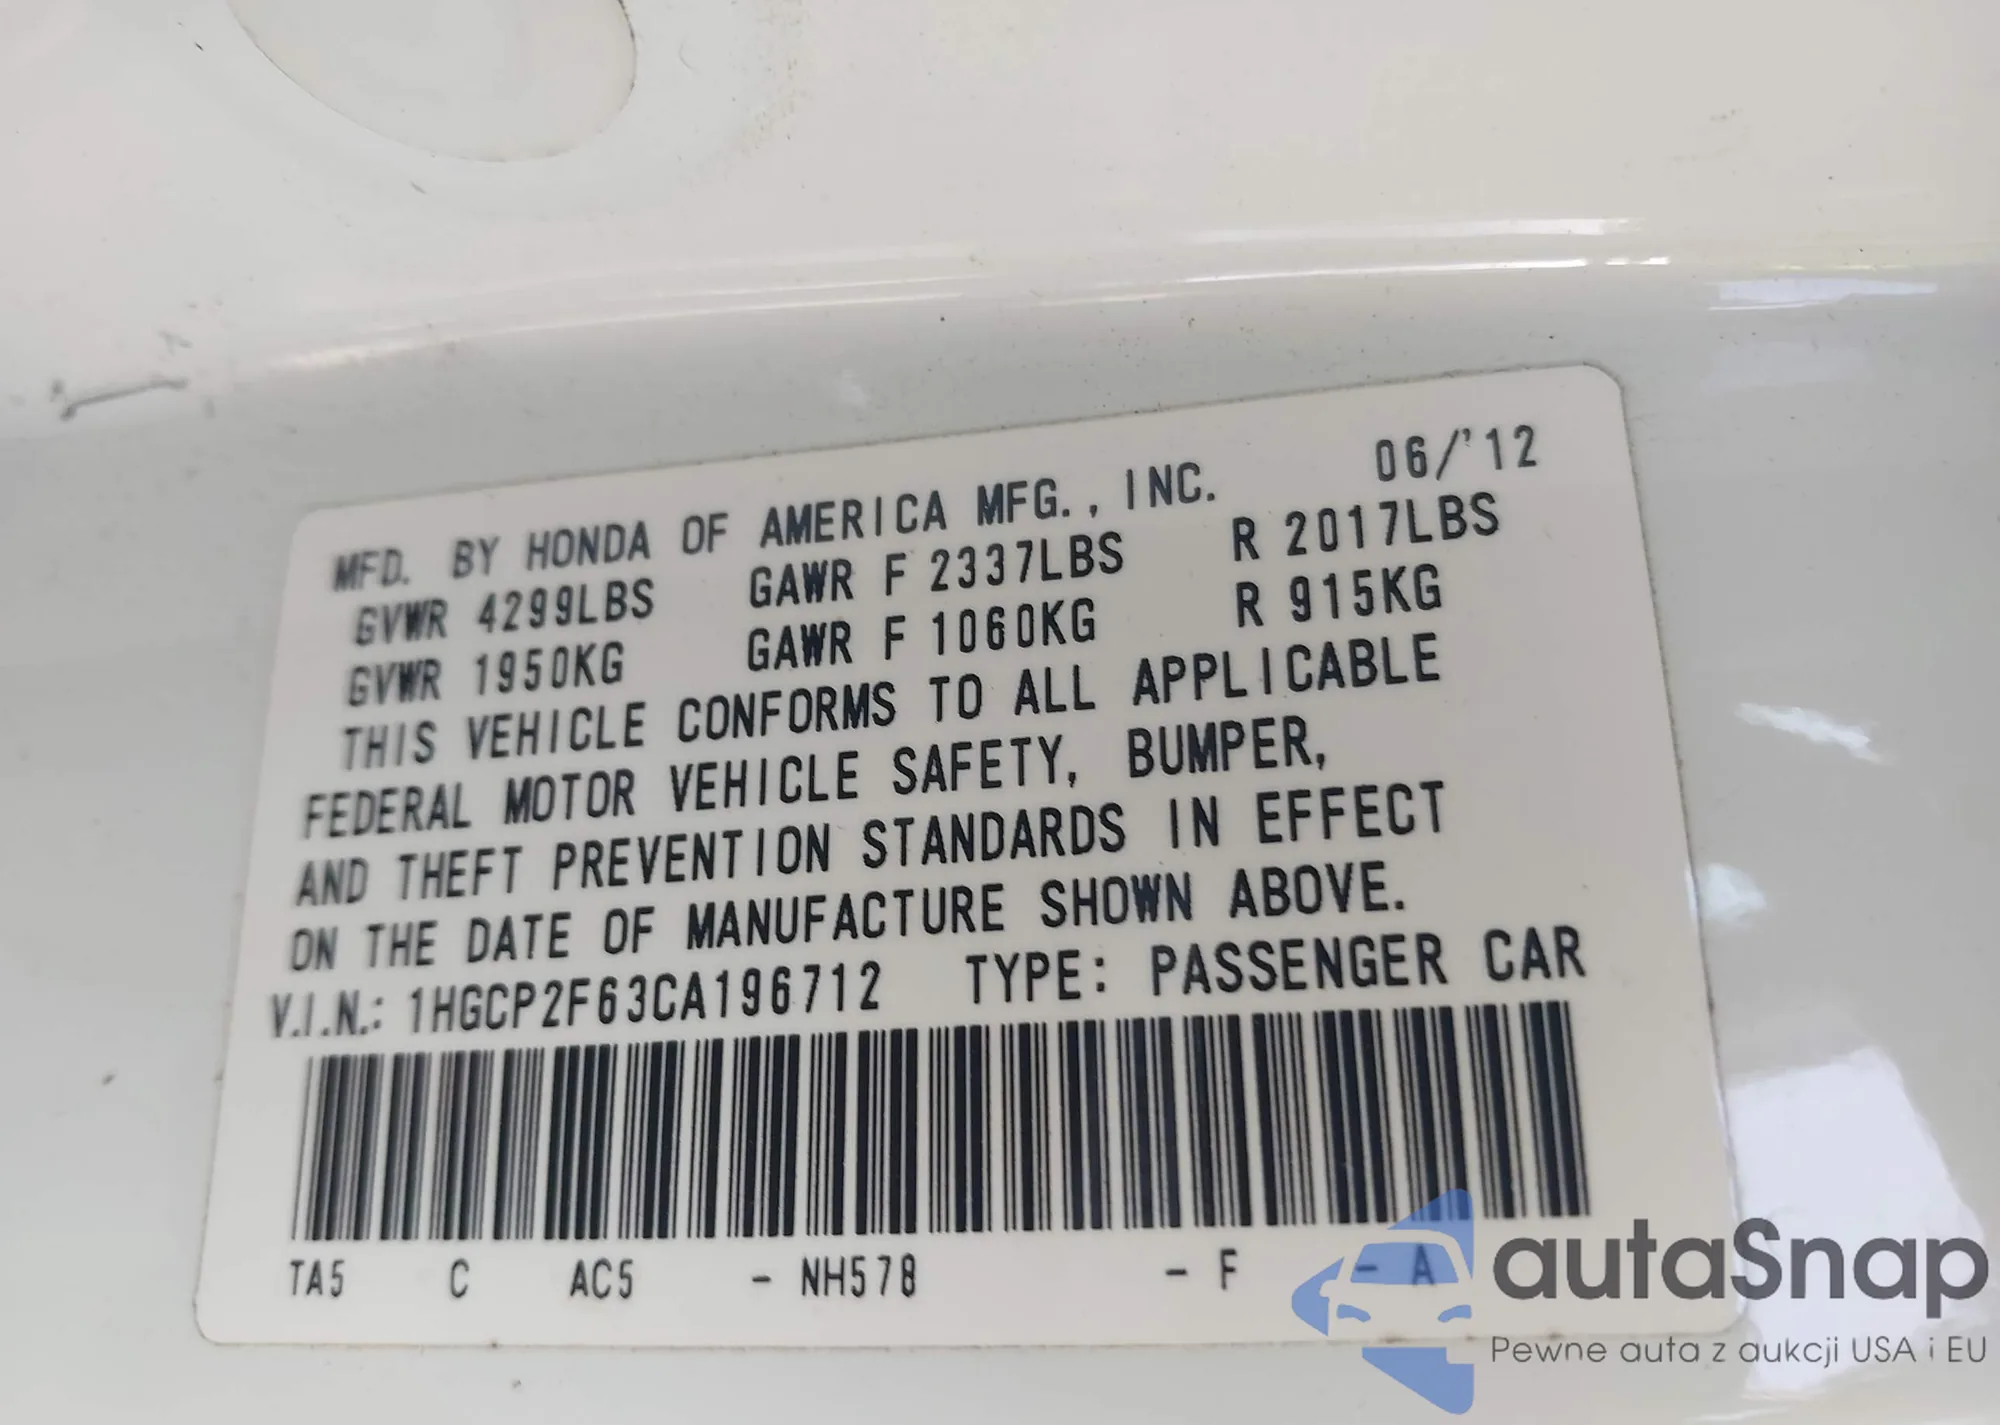 MFD. BY HONDA OF AMERICA MFG., INC. 06/'12
GVWR 4299LBS GAWR F 2337LBS R 2017LBS
GVWR 1950KG GAWR F 1060KG R 915KG
THIS VEHICLE CONFORMS TO ALL APPLICABLE
FEDERAL MOTOR VEHICLE SAFETY, BUMPER,
AND THEFT PREVENTION STANDARDS IN EFFECT
ON THE DATE OF MANUFACTURE SHOWN ABOVE.
V.I.N.: 1HGCP2F63CA196712 TYPE: PASSENGER CAR
TA5 C AC5 - NH578 - F - A
autaSnap
Pewne auta z aukcji USA i EU